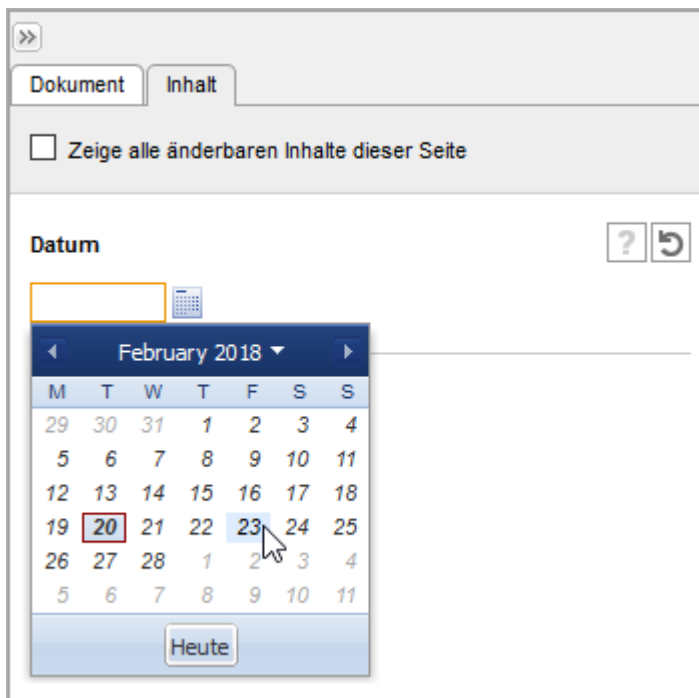 Dokument Inhalt
Zeige alle änderbaren Inhalte dieser Seite
Datum ?
February 2018
M T W T F S S
29 30 31 1 2 3 4
5 6 7 8 9 10 11
12 13 14 15 16 17 18
19 20 21 22 23 24 25
26 27 28 1 2 3 4
5 6 7 8 9 10 11
Heute